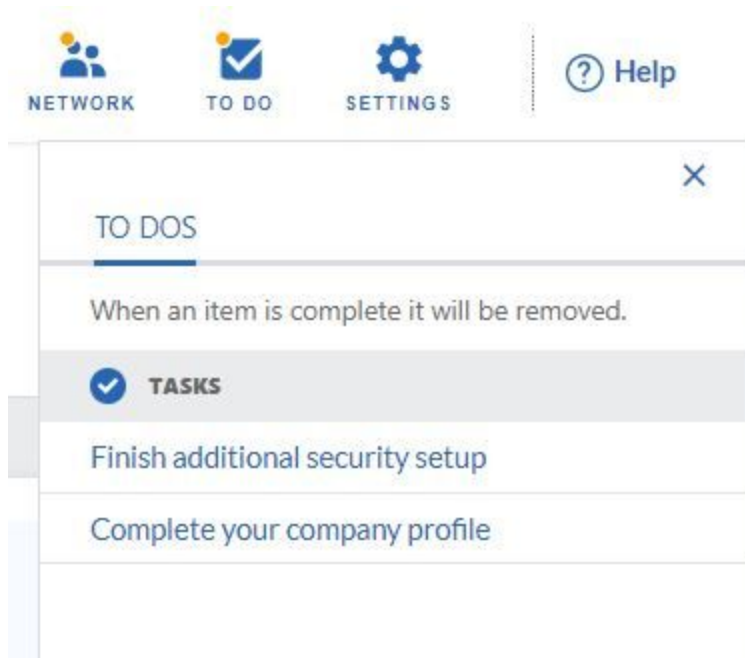 NETWORK TO DO SETTINGS ? Help
×
TO DOS
When an item is complete it will be removed.
TASKS
Finish additional security setup
Complete your company profile